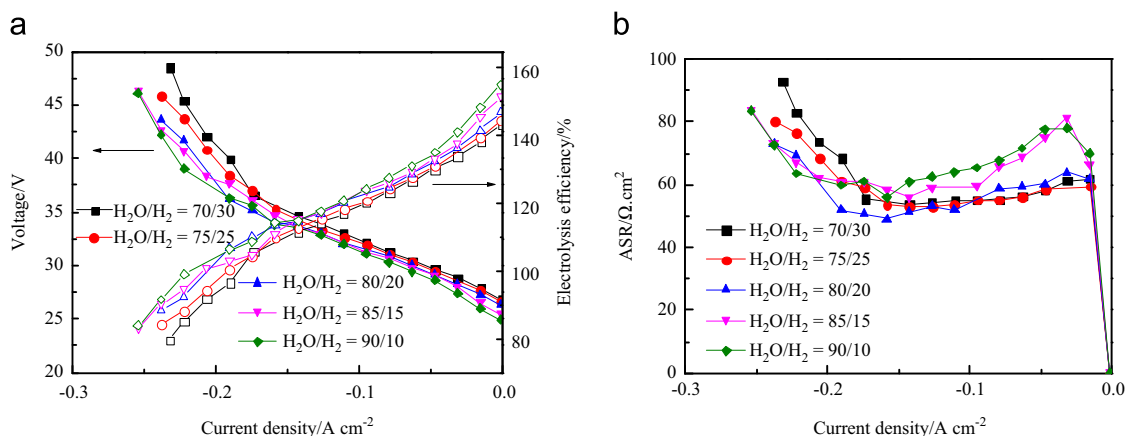 a
50
45
40
35
30
25
20
Voltage/V
160
140
120
100
80
Electrolysis efficiency/%
H₂O/H₂ = 70/30
H₂O/H₂ = 75/25
H₂O/H₂ = 80/20
H₂O/H₂ = 85/15
H₂O/H₂ = 90/10
-0.3
-0.2
-0.1
0.0
Current density/A cm⁻²
b
100
80
60
40
20
0
ASR/Ω.cm²
H₂O/H₂ = 70/30
H₂O/H₂ = 75/25
H₂O/H₂ = 80/20
H₂O/H₂ = 85/15
H₂O/H₂ = 90/10
-0.3
-0.2
-0.1
0.0
Current density/A cm⁻²